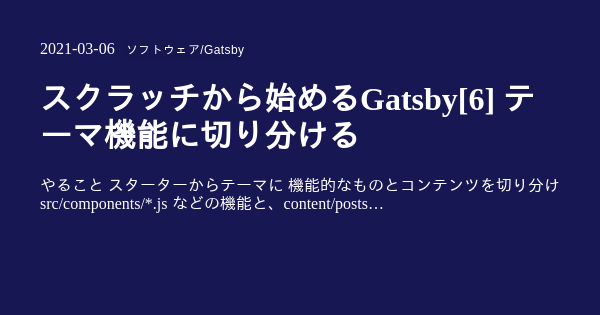 2021-03-06 ソフトウェア/Gatsby
スクラッチから始めるGatsby[6] テ
ーマ機能に切り分ける
やること スターターからテーマに 機能的なものとコンテンツを切り分け
src/components/*.js などの機能と、content/posts…